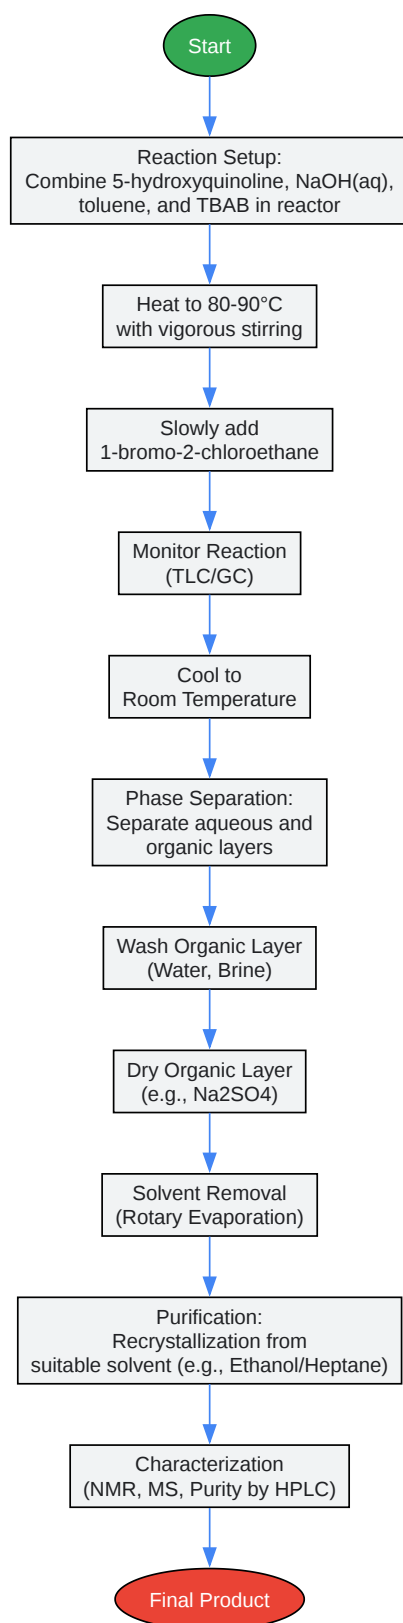 Start
Reaction Setup:
Combine 5-hydroxyquinoline, NaOH(aq),
toluene, and TBAB in reactor
Heat to 80-90°C
with vigorous stirring
Slowly add
1-bromo-2-chloroethane
Monitor Reaction
(TLC/GC)
Cool to
Room Temperature
Phase Separation:
Separate aqueous and
organic layers
Wash Organic Layer
(Water, Brine)
Dry Organic Layer
(e.g., Na2SO4)
Solvent Removal
(Rotary Evaporation)
Purification:
Recrystallization from
suitable solvent (e.g., Ethanol/Heptane)
Characterization
(NMR, MS, Purity by HPLC)
Final Product